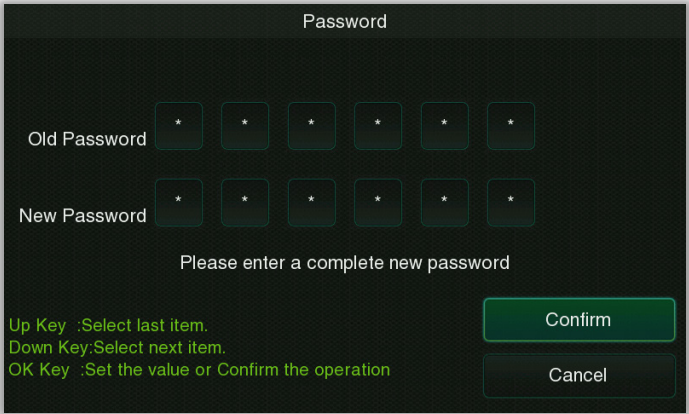 Password
Old Password * * * * * *
New Password * * * * * *
Please enter a complete new password
Up Key :Select last item.
Down Key:Select next item.
OK Key :Set the value or Confirm the operation
Confirm
Cancel